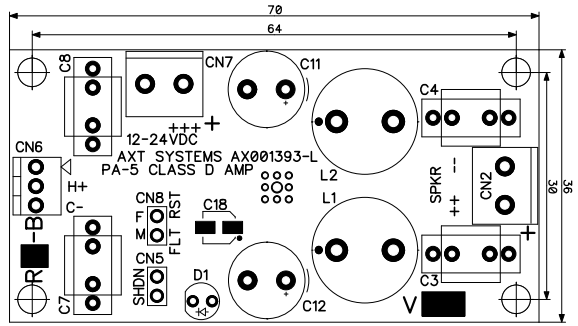 70
64
C8
CN7
C11
C4
36
30
+++ +
12-24VDC
AXT SYSTEMS AX001393-L
PA-5 CLASS D AMP
L2
CN6
H+
C-
SPKR
++ --
CN2
+
CN8
RST
F
M
FLT
C18
L1
R -B
CN5
SHDN
D1
C7
C12
C3
V